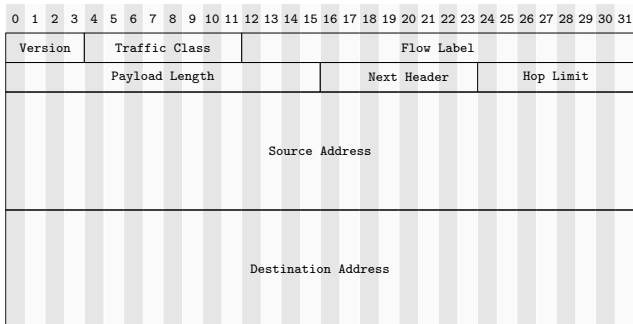 0 1 2 3 4 5 6 7 8 9 10 11 12 13 14 15 16 17 18 19 20 21 22 23 24 25 26 27 28 29 30 31
Version Traffic Class Flow Label
Payload Length Next Header Hop Limit
Source Address
Destination Address